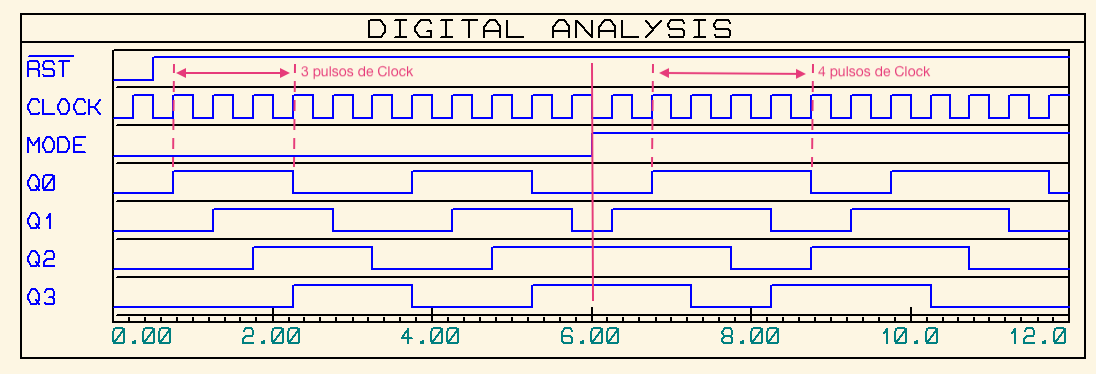 DIGITAL ANALYSIS
RST
3 pulsos de Clock
4 pulsos de Clock
CLOCK
MODE
Q0
Q1
Q2
Q3
0.00 2.00 4.00 6.00 8.00 10.0 12.0